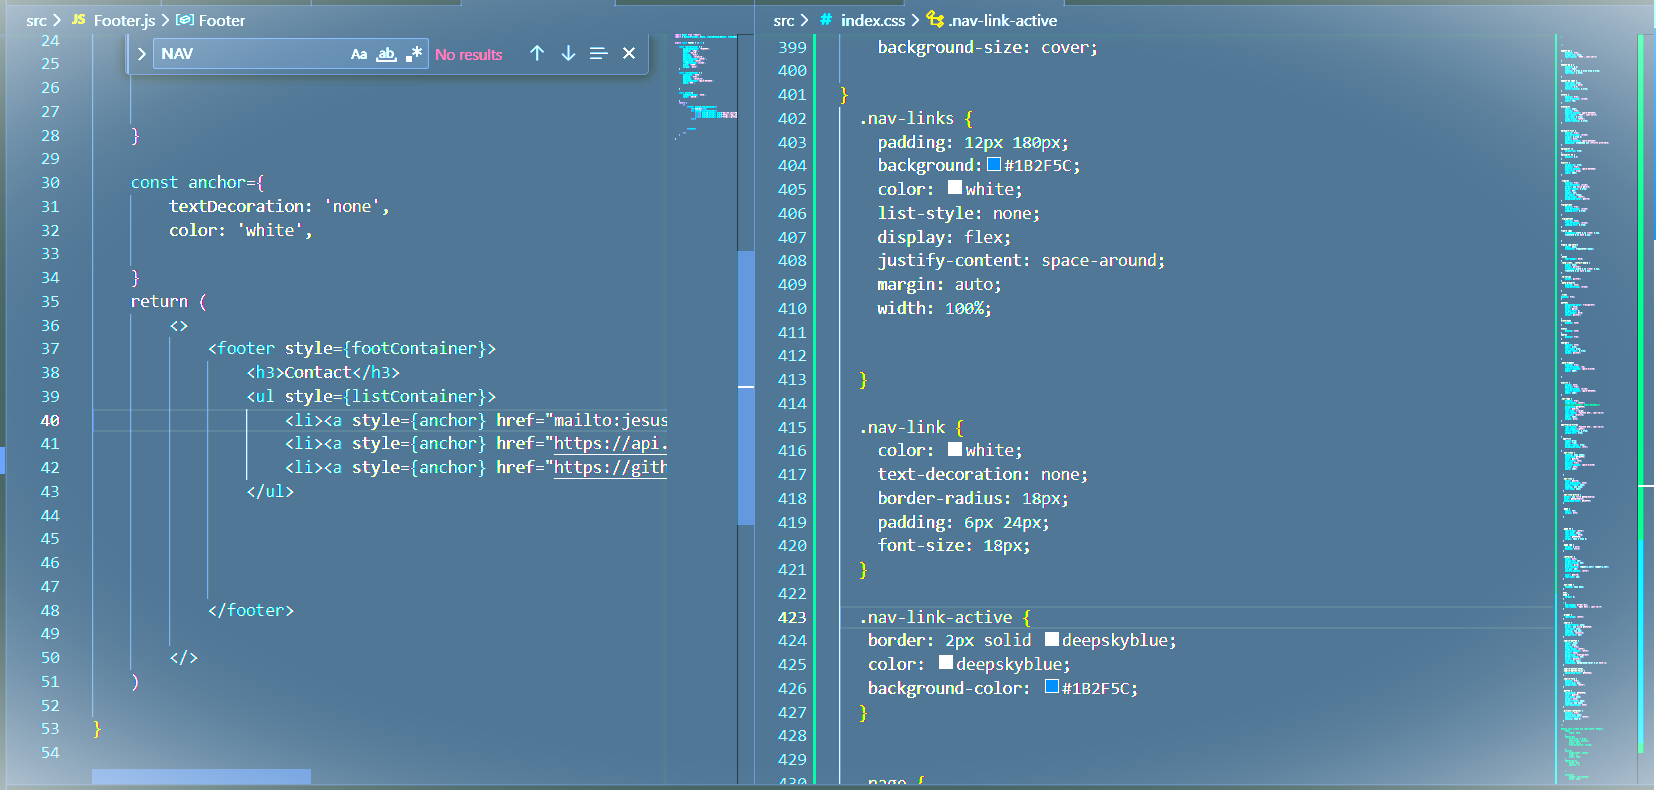 src > JS Footer.js > Footer
NAV Aa ab .* No results
24
25
26
27
28 }
29
30 const anchor={
31 textDecoration: 'none',
32 color: 'white',
33
34 }
35 return (
36 <>
37 <footer style={footContainer}>
38 <h3>Contact</h3>
39 <ul style={listContainer}>
40 <li><a style={anchor} href="mailto:jesus
41 <li><a style={anchor} href="https://api.
42 <li><a style={anchor} href="https://gith
43 </ul>
44
45
46
47
48 </footer>
49
50 </>
51 )
52
53 }
54
src > # index.css > .nav-link-active
399 background-size: cover;
400
401 }
402 .nav-links {
403 padding: 12px 180px;
404 background: #1B2F5C;
405 color: white;
406 list-style: none;
407 display: flex;
408 justify-content: space-around;
409 margin: auto;
410 width: 100%;
411
412
413 }
414
415 .nav-link {
416 color: white;
417 text-decoration: none;
418 border-radius: 18px;
419 padding: 6px 24px;
420 font-size: 18px;
421 }
422
423 .nav-link-active {
424 border: 2px solid deepskyblue;
425 color: deepskyblue;
426 background-color: #1B2F5C;
427 }
428
429
430 .page {